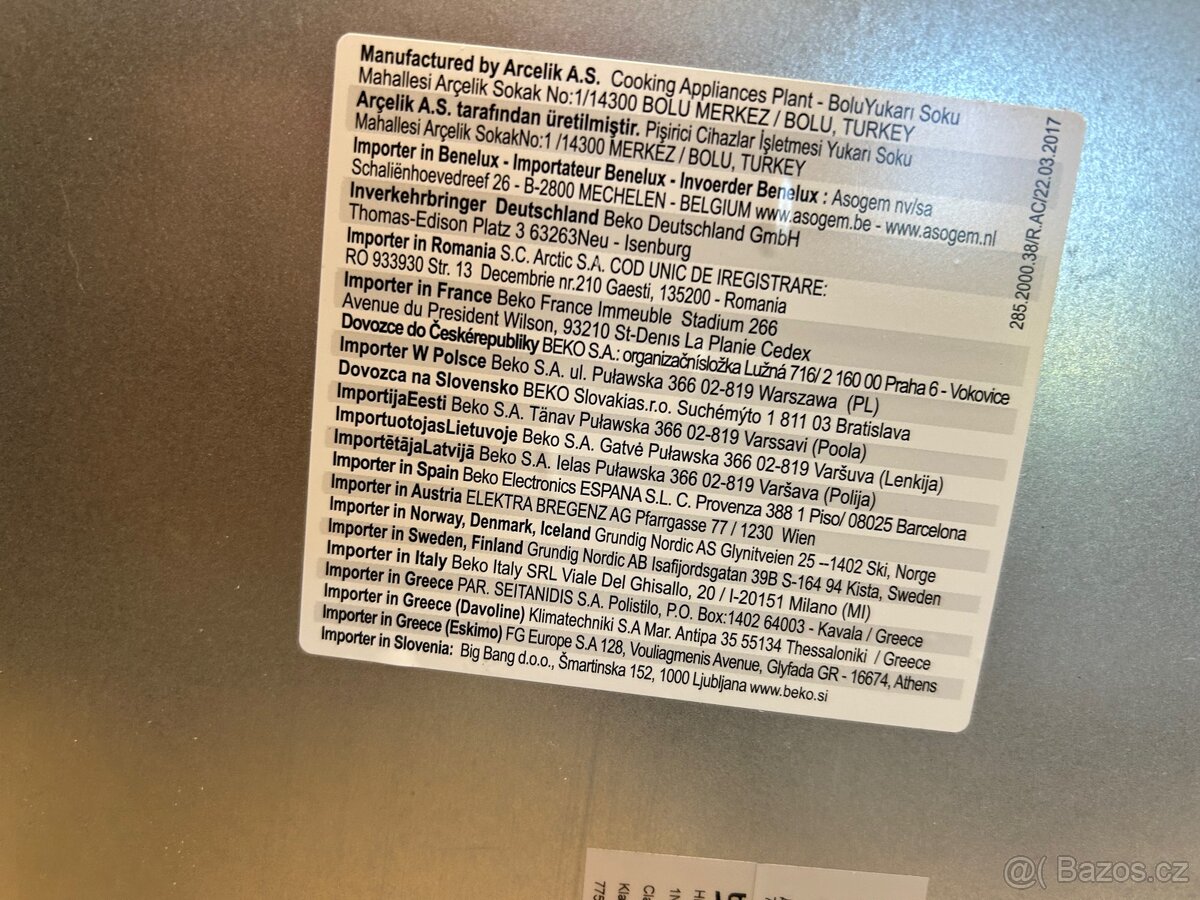 Manufactured by Arcelik A.S. Cooking Appliances Plant - BoluYukarı Soku
Mahallesi Arçelik Sokak No:1/14300 BOLU MERKEZ / BOLU, TURKEY
Arçelik A.S. tarafından üretilmiştir. Pişirici Cihazlar İşletmesi Yukarı Soku
Mahallesi Arçelik SokakNo:1 /14300 MERKEZ / BOLU, TURKEY
Importer in Benelux - Importateur Benelux - Invoerder Benelux : Asogem nv/sa
Schaliënhoevedreef 26 - B-2800 MECHELEN - BELGIUM www.asogem.be - www.asogem.nl
Inverkehrbringer Deutschland Beko Deutschland GmbH
Thomas-Edison Platz 3 63263Neu - Isenburg
Importer in Romania S.C. Arctic S.A. COD UNIC DE IREGISTRARE:
RO 933930 Str. 13 Decembrie nr.210 Gaesti, 135200 - Romania
Importer in France Beko France Immeuble Stadium 266
Avenue du President Wilson, 93210 St-Denis La Planie Cedex
Dovozce do Českérepubliky BEKO S.A.: organizačnísložka Lužná 716/ 2 160 00 Praha 6 - Vokovice
Importer W Polsce Beko S.A. ul. Puławska 366 02-819 Warszawa (PL)
Dovozca na Slovensko BEKO Slovakias.r.o. Suchémýto 1 811 03 Bratislava
ImportijaEesti Beko S.A. Tänav Puławska 366 02-819 Varssavi (Poola)
ImportuotojasLietuvoje Beko S.A. Gatvė Puławska 366 02-819 Varšuva (Lenkija)
ImportētājaLatvijā Beko S.A. Ielas Puławska 366 02-819 Varšava (Polija)
Importer in Spain Beko Electronics ESPANA S.L. C. Provenza 388 1 Piso/ 08025 Barcelona
Importer in Austria ELEKTRA BREGENZ AG Pfarrgasse 77 / 1230 Wien
Importer in Norway, Denmark, Iceland Grundig Nordic AS Glynitveien 25 --1402 Ski, Norge
Importer in Sweden, Finland Grundig Nordic AB Isafijordsgatan 39B S-164 94 Kista, Sweden
Importer in Italy Beko Italy SRL Viale Del Ghisallo, 20 / I-20151 Milano (MI)
Importer in Greece PAR. SEITANIDIS S.A. Polistilo, P.O. Box:1402 64003 - Kavala / Greece
Importer in Greece (Davoline) Klimatechniki S.A Mar. Antipa 35 55134 Thessaloniki / Greece
Importer in Greece (Eskimo) FG Europe S.A 128, Vouliagmenis Avenue, Glyfada GR - 16674, Athens
Importer in Slovenia: Big Bang d.o.o., Šmartinska 152, 1000 Ljubljana www.beko.si
285.2000.38/R.AC/22.03.2017
@( Bazos.cz